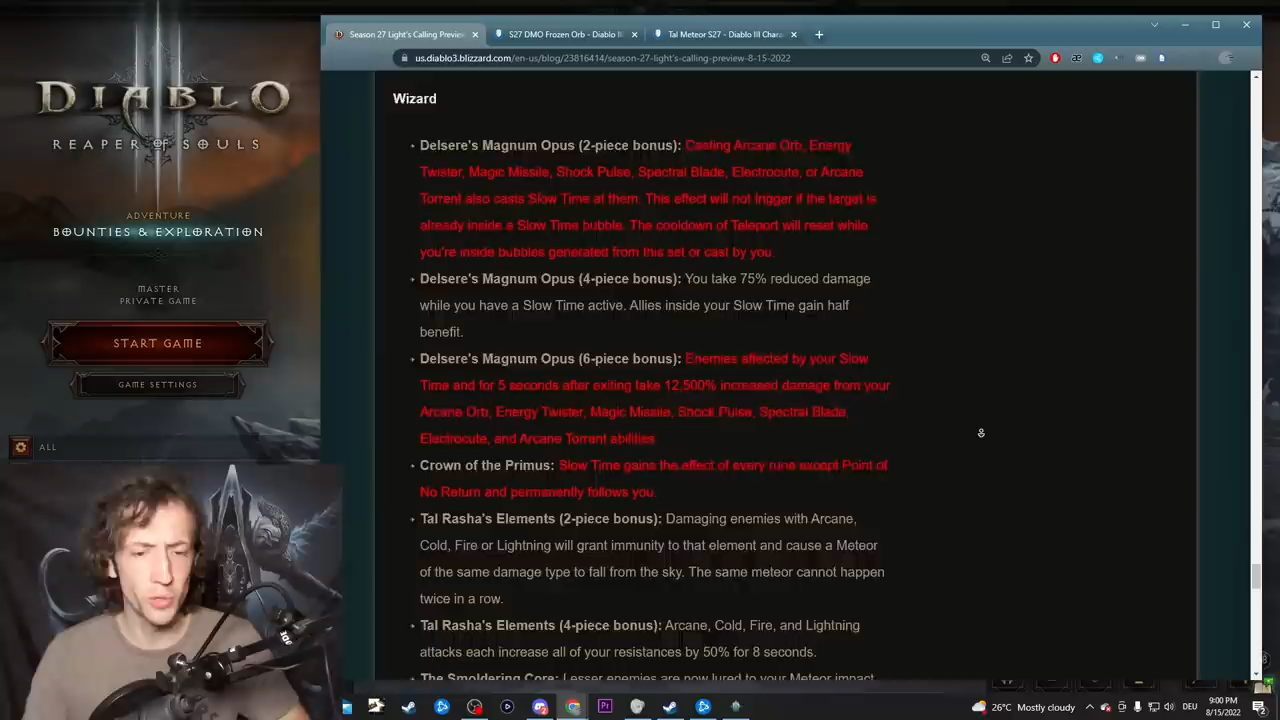 Season 27 Light's Calling Preview
S27 DMO Frozen Orb - Diablo II
Tal Meteor S27 - Diablo III Chara
us.diablo3.blizzard.com/en-us/blog/23816414/season-27-light's-calling-preview-8-15-2022
DIABLO
REAPER OF SOULS
ADVENTURE
BOUNTIES & EXPLORATION
MASTER
PRIVATE GAME
START GAME
GAME SETTINGS
ALL
Wizard
Delsere's Magnum Opus (2-piece bonus): Casting Arcane Orb, Energy
Twister, Magic Missile, Shock Pulse, Spectral Blade, Electrocute, or Arcane
Torrent also casts Slow Time at them. This effect will not trigger if the target is
already inside a Slow Time bubble. The cooldown of Teleport will reset while
you're inside bubbles generated from this set or cast by you.
Delsere's Magnum Opus (4-piece bonus): You take 75% reduced damage
while you have a Slow Time active. Allies inside your Slow Time gain half
benefit.
Delsere's Magnum Opus (6-piece bonus): Enemies affected by your Slow
Time and for 5 seconds after exiting take 12,500% increased damage from your
Arcane Orb, Energy Twister, Magic Missile, Shock Pulse, Spectral Blade,
Electrocute, and Arcane Torrent abilities
Crown of the Primus: Slow Time gains the effect of every rune except Point of
No Return and permanently follows you.
Tal Rasha's Elements (2-piece bonus): Damaging enemies with Arcane,
Cold, Fire or Lightning will grant immunity to that element and cause a Meteor
of the same damage type to fall from the sky. The same meteor cannot happen
twice in a row.
Tal Rasha's Elements (4-piece bonus): Arcane, Cold, Fire, and Lightning
attacks each increase all of your resistances by 50% for 8 seconds.
The Smoldering Core: Lesser enemies are now lured to your Meteor impact
26°C Mostly cloudy
DEU
9:00 PM
8/15/2022